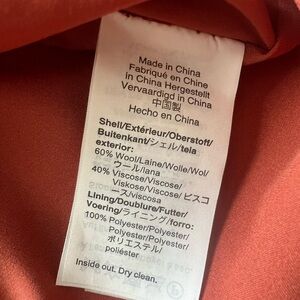 Made in China
Fabriqué en Chine
in China Hergestellt
Vervaardigd in China
中国製
Hecho en China
Shell/Extérieur/Oberstoff/
Buitenkant/シェル/tela
exterior:
60% Wool/Laine/Wolle/Wol/
ウール/lana
40% Viscose/Viscose/
Viskose/Viscose/ビスコ
ース/viscosa
Lining/Doublure/Futter/
Voering/ライニング/forro:
100% Polyester/Polyester/
Polyester/Polyester/
ポリエステル/
poliéster
Inside out. Dry clean.